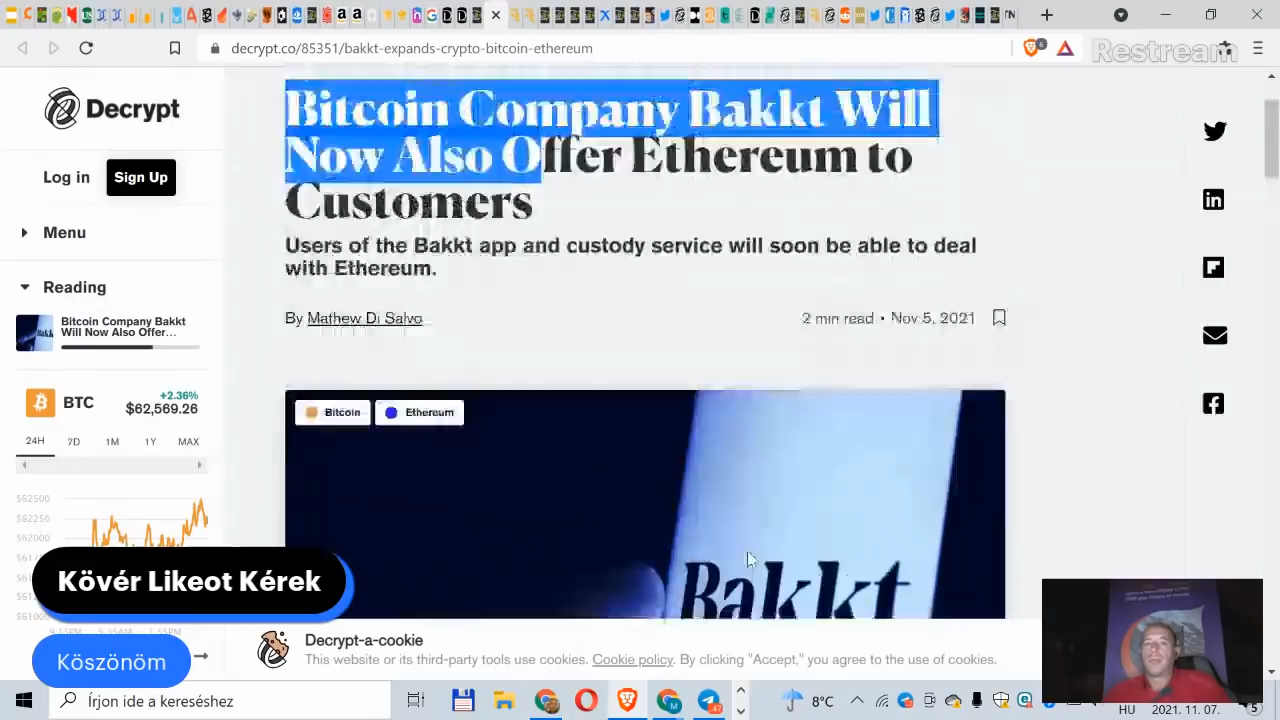 decrypt.co/85351/bakkt-expands-crypto-bitcoin-ethereum
6
Restream
Decrypt
Log in
Sign Up
Menu
Reading
Bitcoin Company Bakkt
Will Now Also Offer...
BTC
+2.36%
$62,569.26
24H
7D
1M
1Y
MAX
$62500
$62250
$62000
Bitcoin Company Bakkt Will
Now Also Offer Ethereum to
Customers
Users of the Bakkt app and custody service will soon be able to deal
with Ethereum.
By Mathew Di Salvo
2 min read • Nov 5, 2021
Bitcoin
Ethereum
Bakkt
Kövér Likeot Kérek
Köszönöm
Decrypt-a-cookie
This website or its third-party tools use cookies. Cookie policy. By clicking "Accept," you agree to the use of cookies.
Írjon ide a kereséshez
8°C
HU
2021. 11. 07.
5